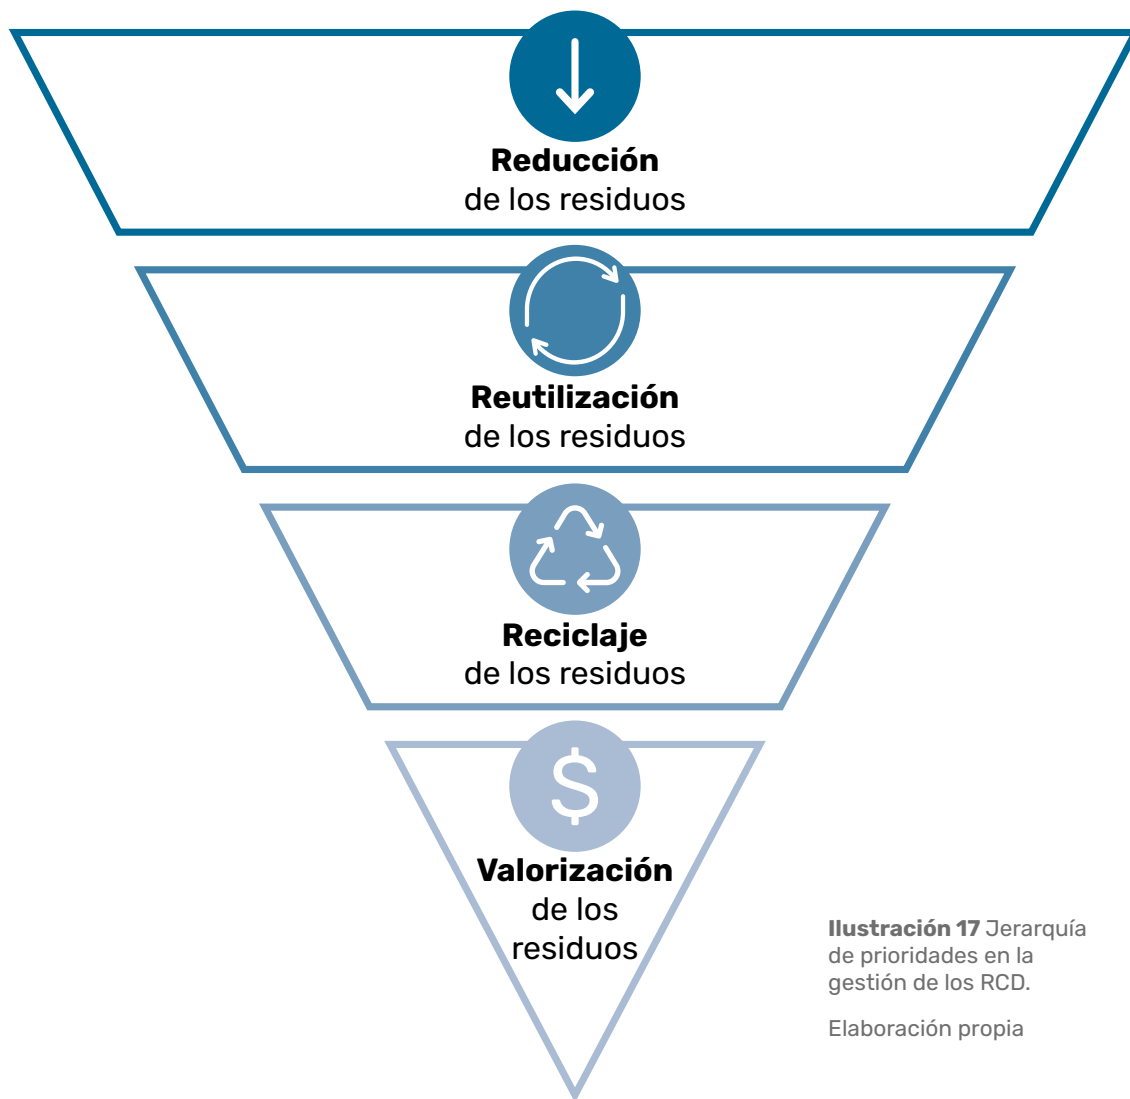 Reducción
de los residuos
Reutilización
de los residuos
Reciclaje
de los residuos
$
Valorización
de los
residuos
Ilustración 17 Jerarquía
de prioridades en la
gestión de los RCD.
Elaboración propia